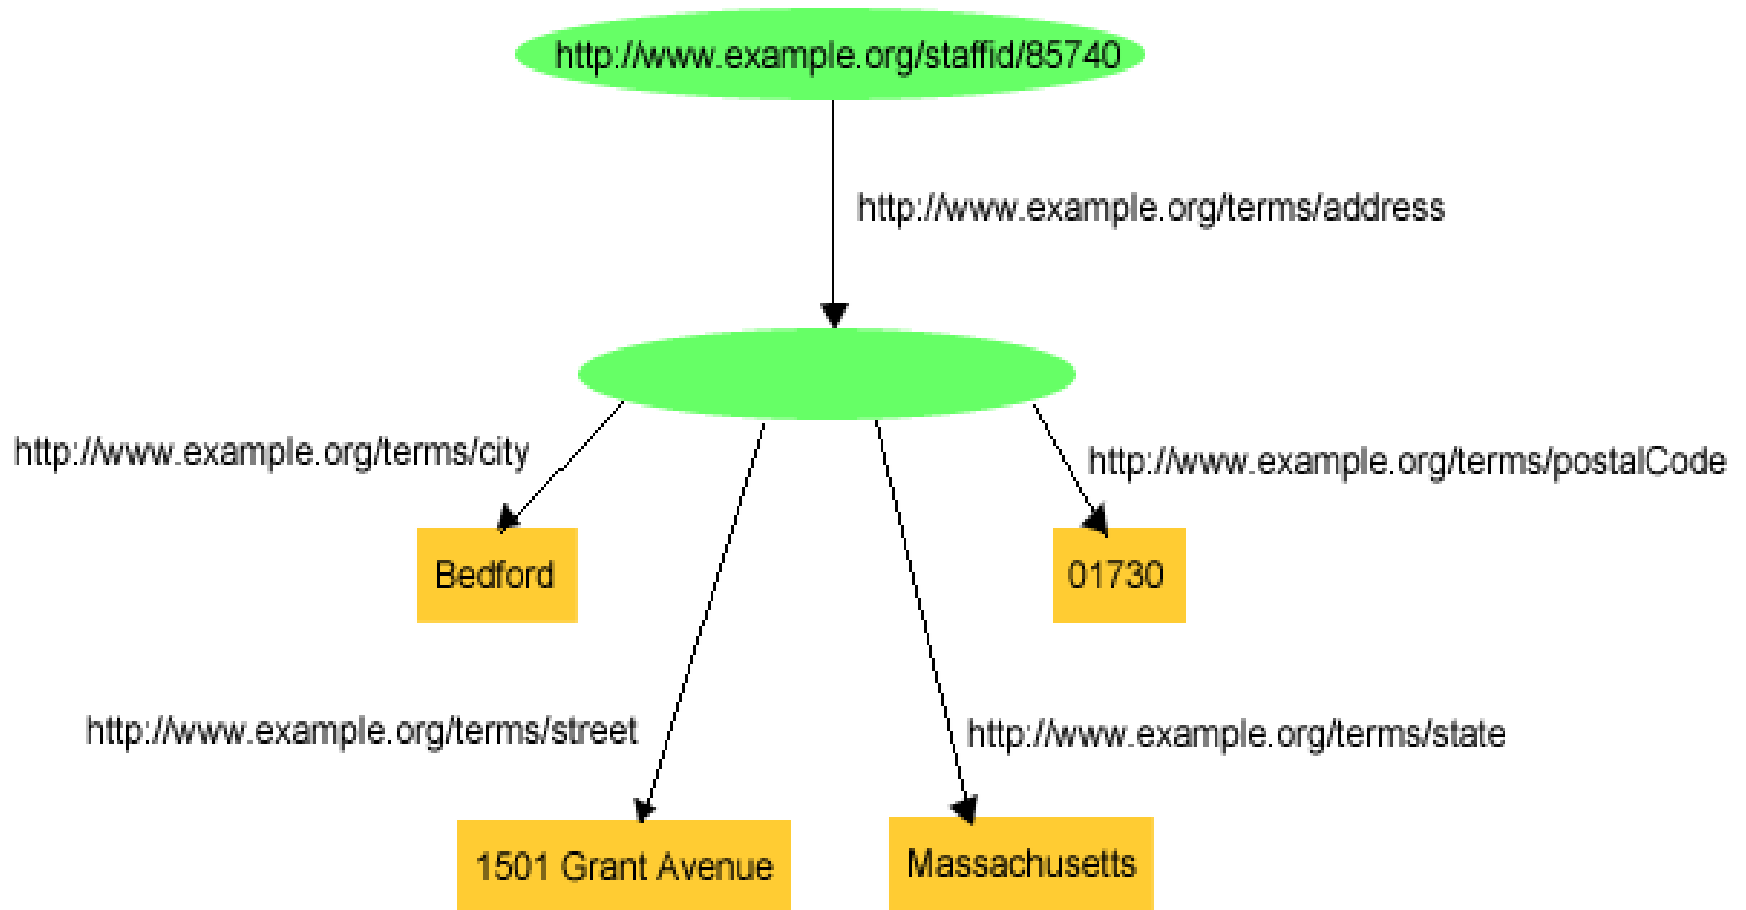 http://www.example.org/staffid/85740
http://www.example.org/terms/address
http://www.example.org/terms/city
http://www.example.org/terms/postalCode
Bedford
01730
http://www.example.org/terms/street
http://www.example.org/terms/state
1501 Grant Avenue
Massachusetts